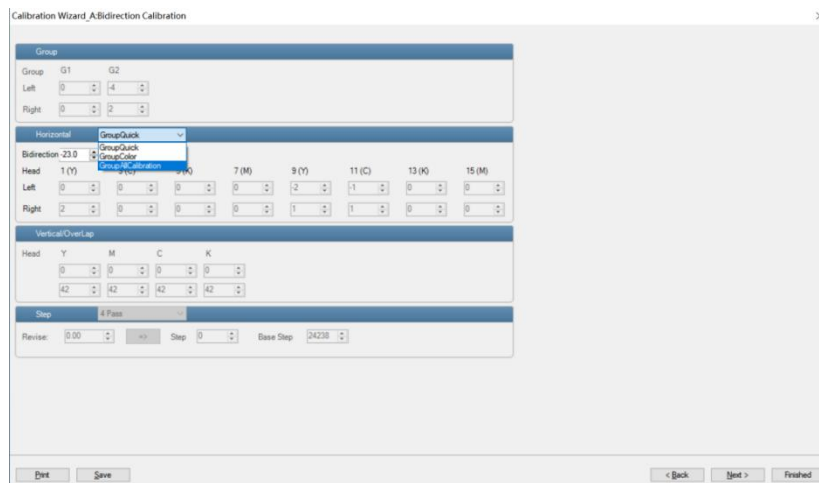 Calibration Wizard_A:Bidirection Calibration
Group
Group G1 G2
Left 0 -4
Right 0 2
Horizontal GroupQuick
GroupQuick
Bidirection -23.0 GroupColor
GroupAllCalibration
Head 1 (Y) 7 (M) 9 (Y) 11 (C) 13 (K) 15 (M)
Left 0 0 0 0 -2 -1 0 0
Right 2 0 0 0 1 1 0 0
Vertical/OverLap
Head Y M C K
0 0 0 0
42 42 42 42
Step 4 Pass
Revise: 0.00 => Step 0 Base Step 24238
Print Save < Back Next > Finished